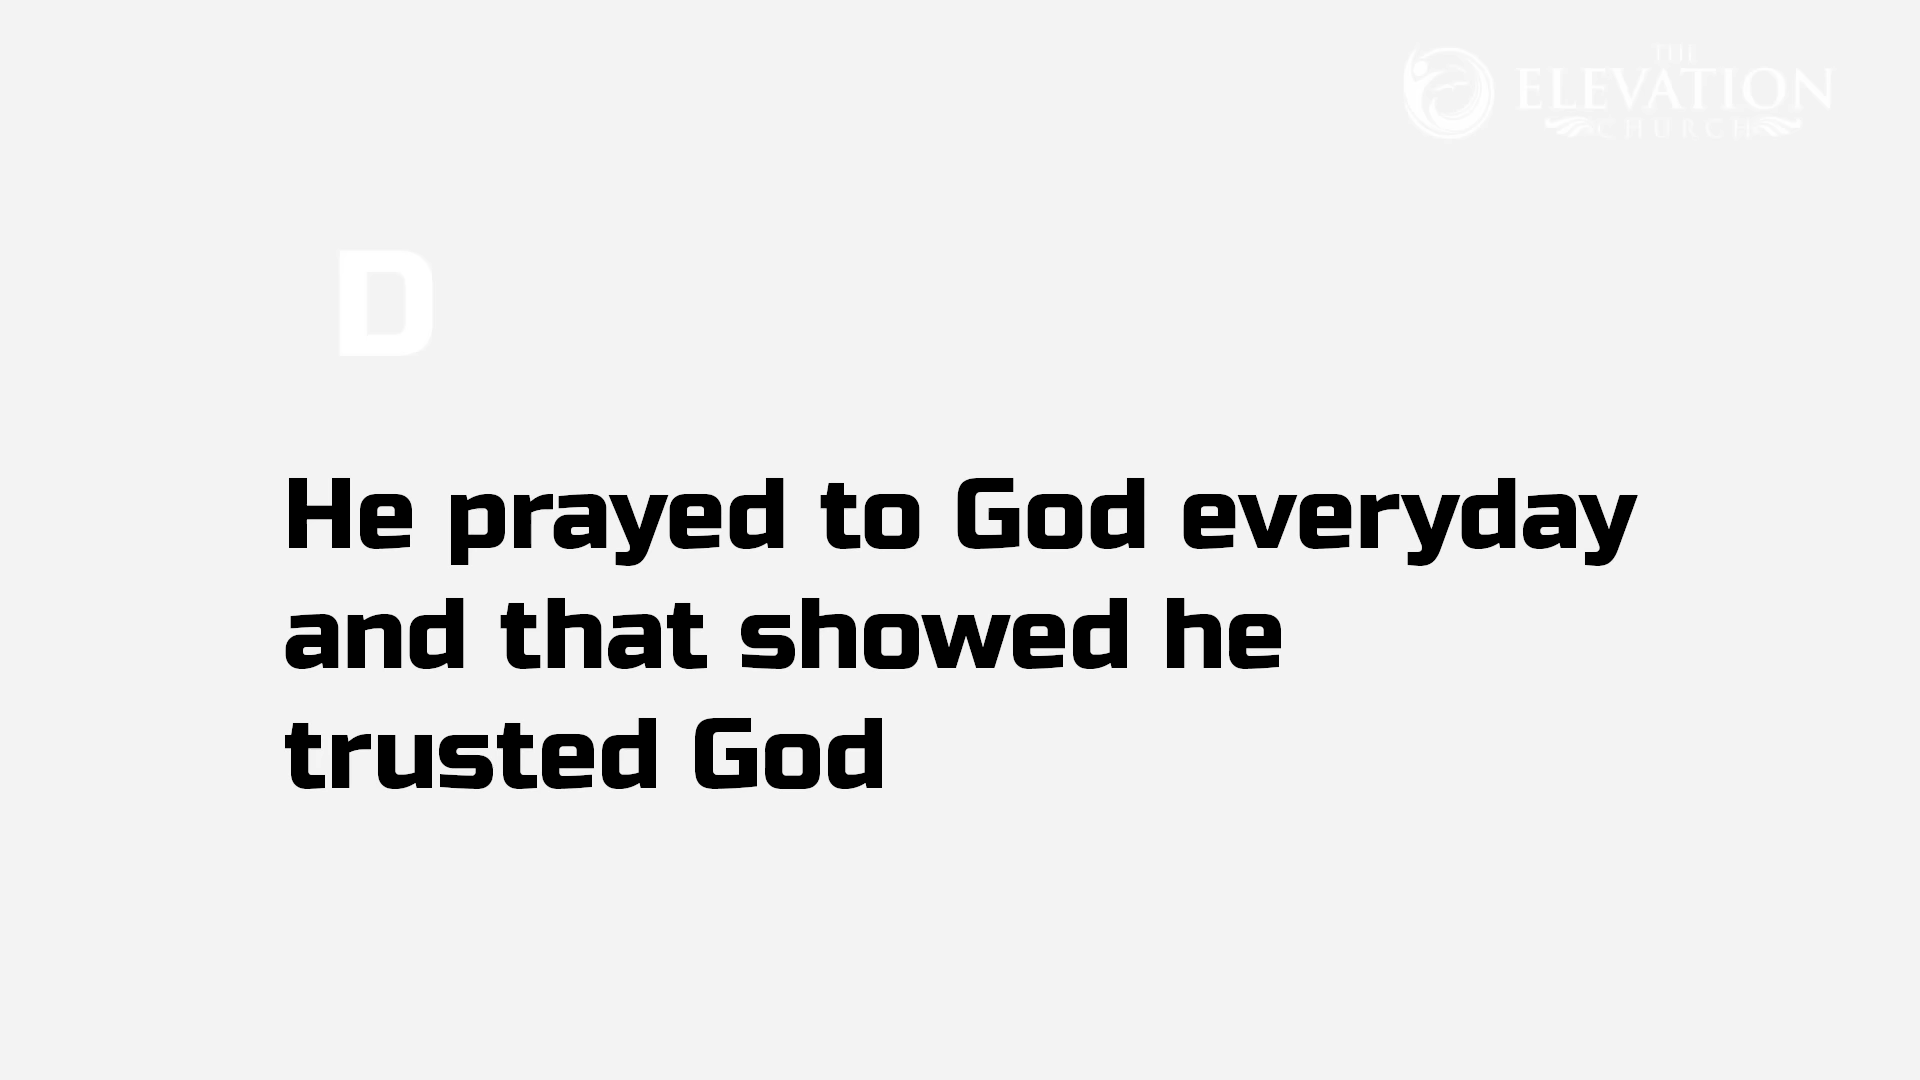 THE
ELEVATION
CHURCH
D
He prayed to God everyday
and that showed he
trusted God